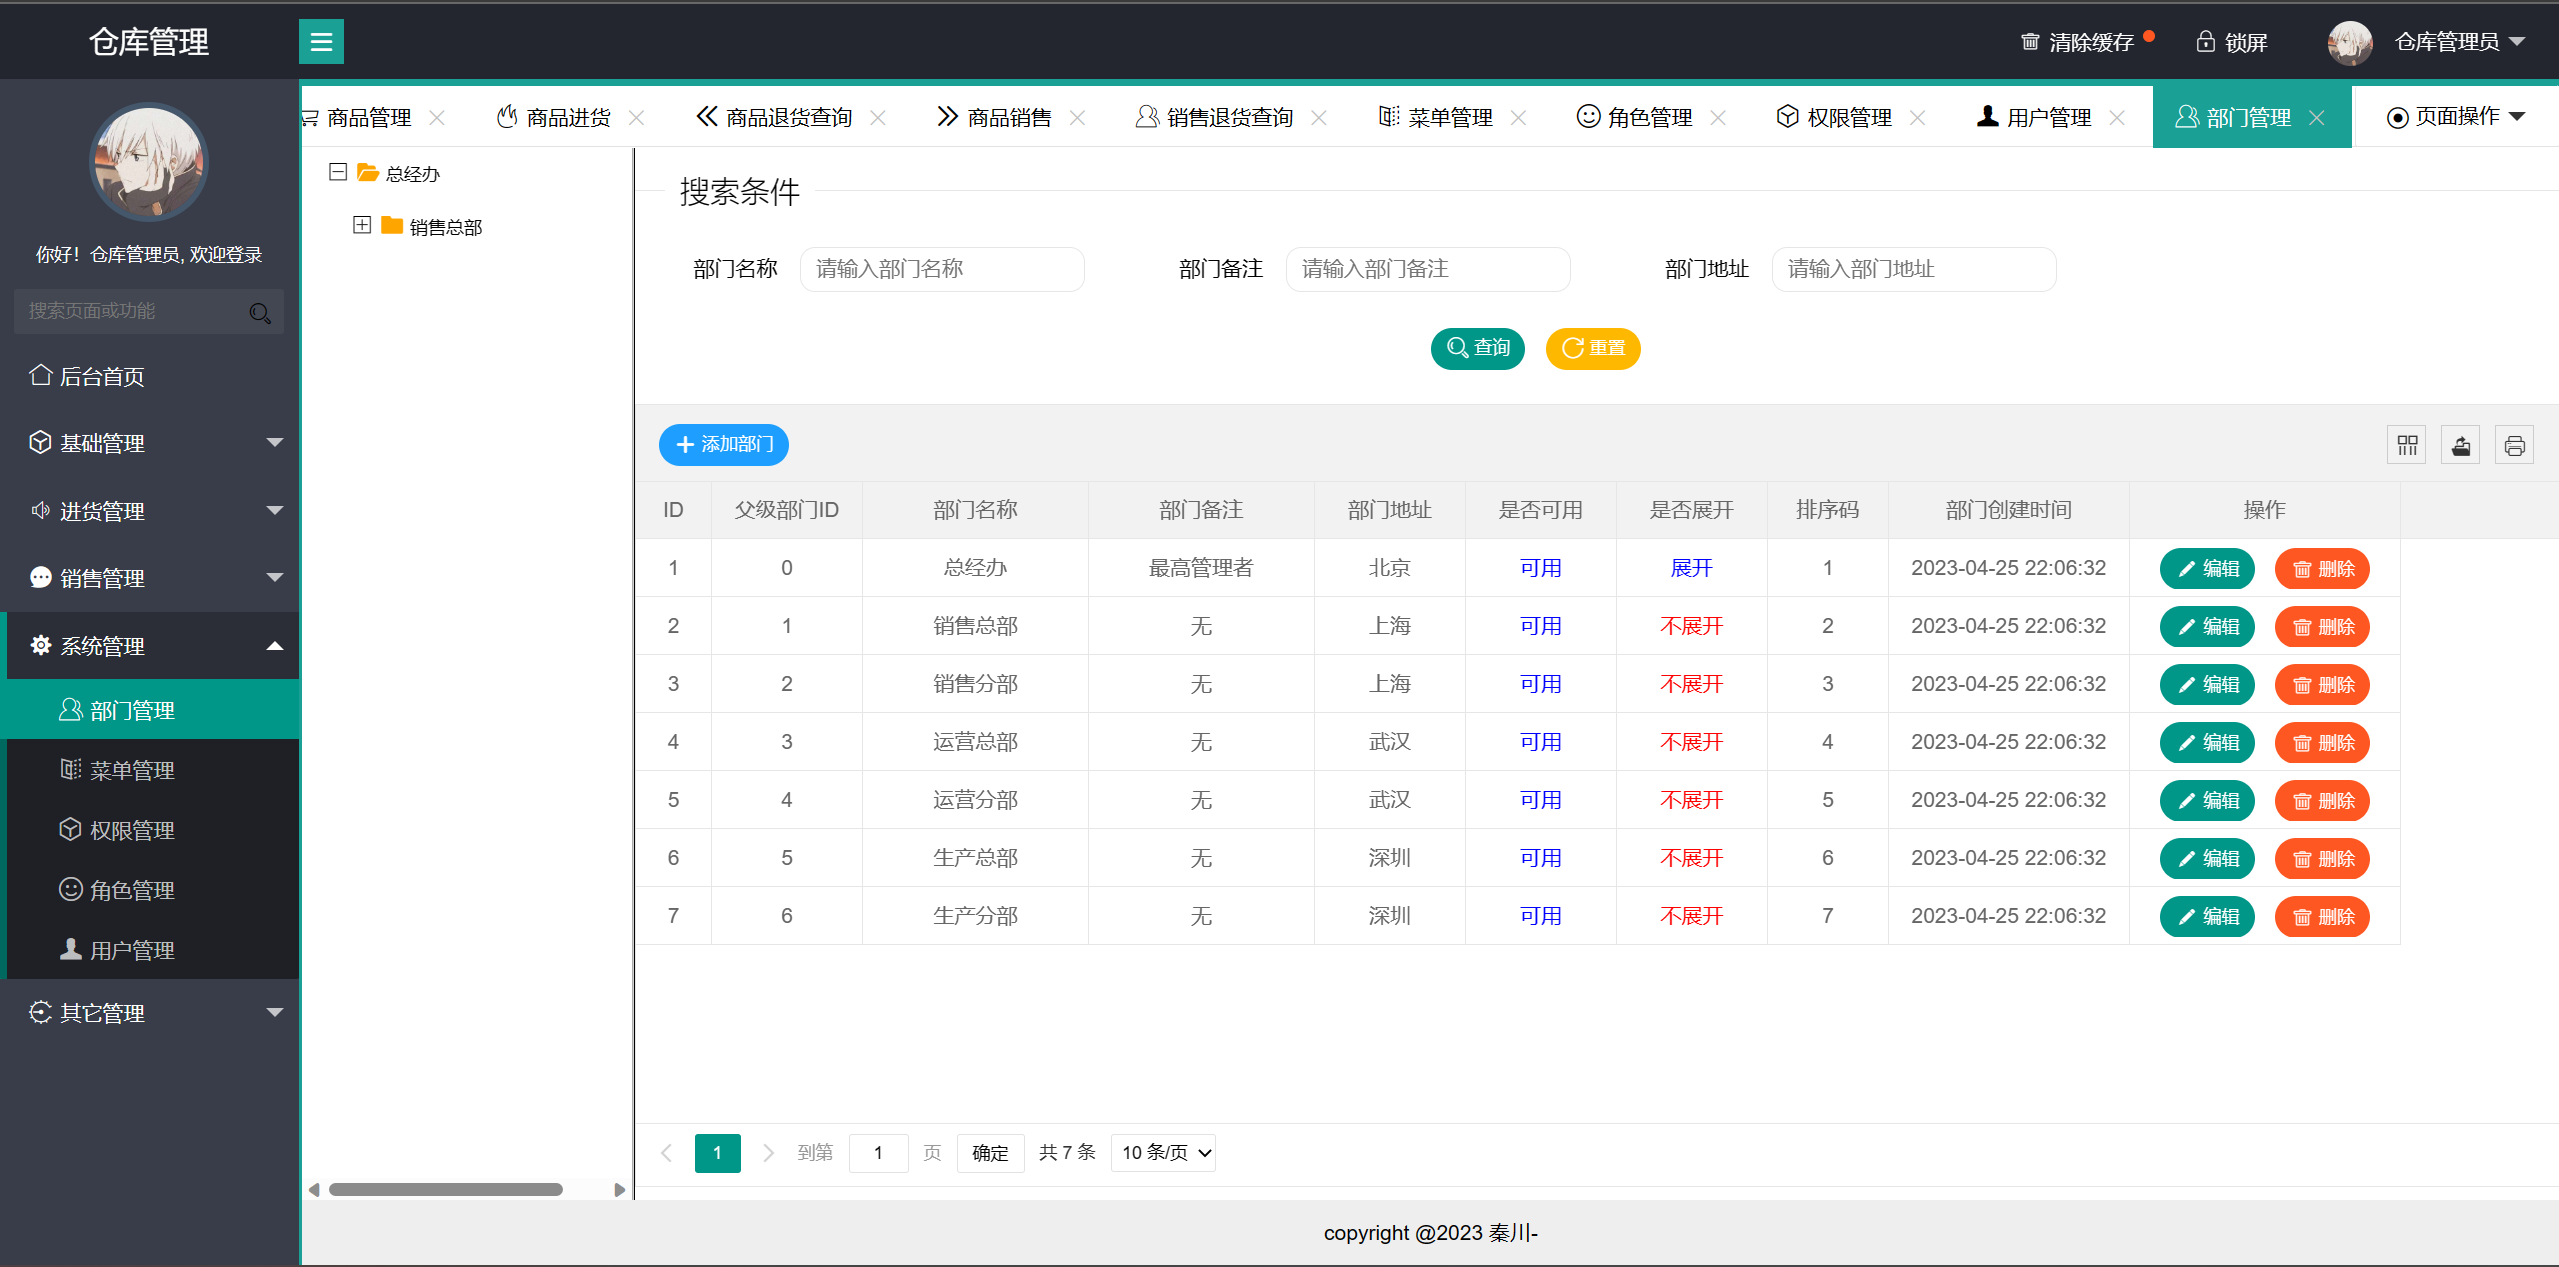 仓库管理
清除缓存
锁屏
仓库管理员
商品管理
商品进货
商品退货查询
商品销售
销售退货查询
菜单管理
角色管理
权限管理
用户管理
部门管理
页面操作
你好！仓库管理员, 欢迎登录
搜索页面或功能
后台首页
基础管理
进货管理
销售管理
系统管理
部门管理
菜单管理
权限管理
角色管理
用户管理
其它管理
总经办
销售总部
搜索条件
部门名称 请输入部门名称 部门备注 请输入部门备注 部门地址 请输入部门地址
查询 重置
添加部门
ID 父级部门ID 部门名称 部门备注 部门地址 是否可用 是否展开 排序码 部门创建时间 操作
1 0 总经办 最高管理者 北京 可用 展开 1 2023-04-25 22:06:32 编辑 删除
2 1 销售总部 无 上海 可用 不展开 2 2023-04-25 22:06:32 编辑 删除
3 2 销售分部 无 上海 可用 不展开 3 2023-04-25 22:06:32 编辑 删除
4 3 运营总部 无 武汉 可用 不展开 4 2023-04-25 22:06:32 编辑 删除
5 4 运营分部 无 武汉 可用 不展开 5 2023-04-25 22:06:32 编辑 删除
6 5 生产总部 无 深圳 可用 不展开 6 2023-04-25 22:06:32 编辑 删除
7 6 生产分部 无 深圳 可用 不展开 7 2023-04-25 22:06:32 编辑 删除
1 到第 1 页 确定 共 7 条 10 条/页
copyright @2023 秦川-